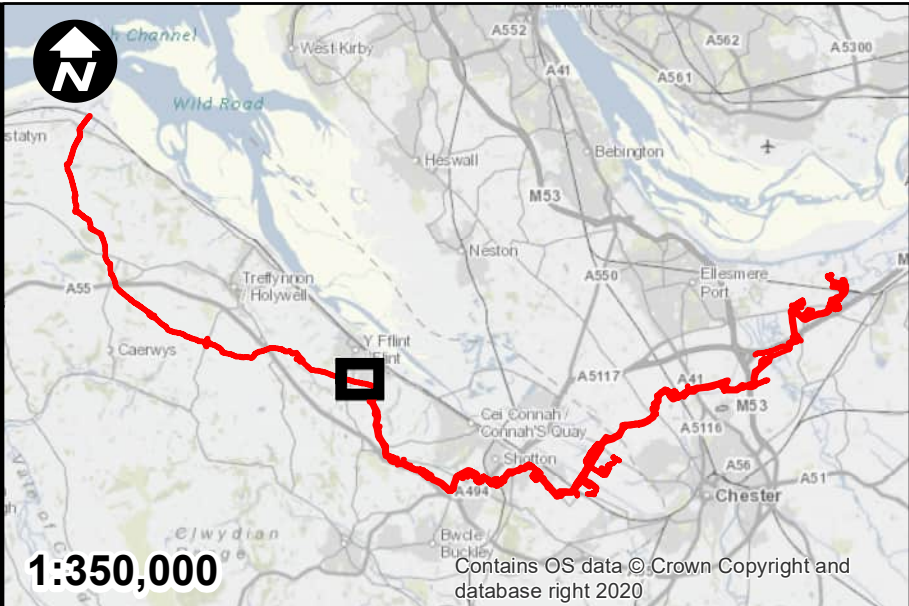 A552
A562
A5300
h Channel
West Kirby
A41
A561
N
Wild Road
statyn
Heswall
Bebington
M53
Neston
A550
Ellesmere
Port
M
Treffynnon
/ Holywell
A55
Y Fflint
Flint
Caerwys
A5117
A41
M53
Cei Connah /
Connah'S Quay
A5116
Shotton
A56
A51
A494
Chester
Clwydian
Bwcle
Buckley
1:350,000
Contains OS data © Crown Copyright and
database right 2020